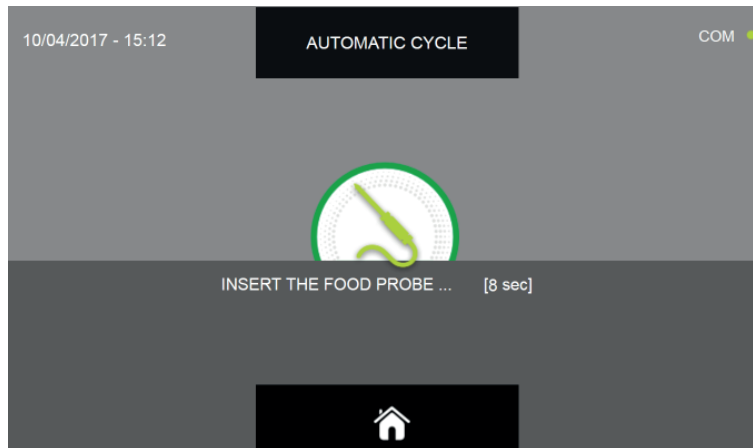 10/04/2017 - 15:12
AUTOMATIC CYCLE
COM
INSERT THE FOOD PROBE ... [8 sec]